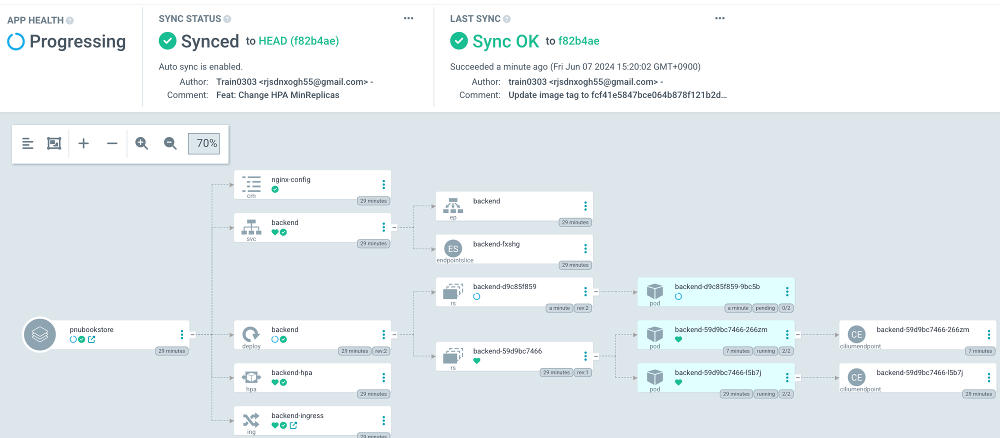 APP HEALTH ?
Progressing
SYNC STATUS ?
Synced to HEAD (f82b4ae)
Auto sync is enabled.
Author: Train0303 <rjsdnxogh55@gmail.com> -
Comment: Feat: Change HPA MinReplicas
LAST SYNC ?
Sync OK to f82b4ae
Succeeded a minute ago (Fri Jun 07 2024 15:20:02 GMT+0900)
Author: train0303 <rjsdnxogh55@gmail.com> -
Comment: Update image tag to fcf41e5847bce064b878f121b2d...
70%
pnubookstore
29 minutes
nginx-config
cm
29 minutes
backend
svc
29 minutes
backend
deploy
29 minutes rev:2
backend-hpa
hpa
29 minutes
backend-ingress
ing
29 minutes
backend
ep
29 minutes
ES
backend-fxshg
endpointslice
29 minutes
backend-d9c85f859
rs
a minute rev:2
backend-59d9bc7466
rs
29 minutes rev:1
backend-d9c85f859-9bc5b
pod
a minute pending 0/2
backend-59d9bc7466-266zm
pod
7 minutes running 2/2
backend-59d9bc7466-l5b7j
pod
29 minutes running 2/2
CE
backend-59d9bc7466-266zm
ciliumendpoint
7 minutes
CE
backend-59d9bc7466-l5b7j
ciliumendpoint
29 minutes